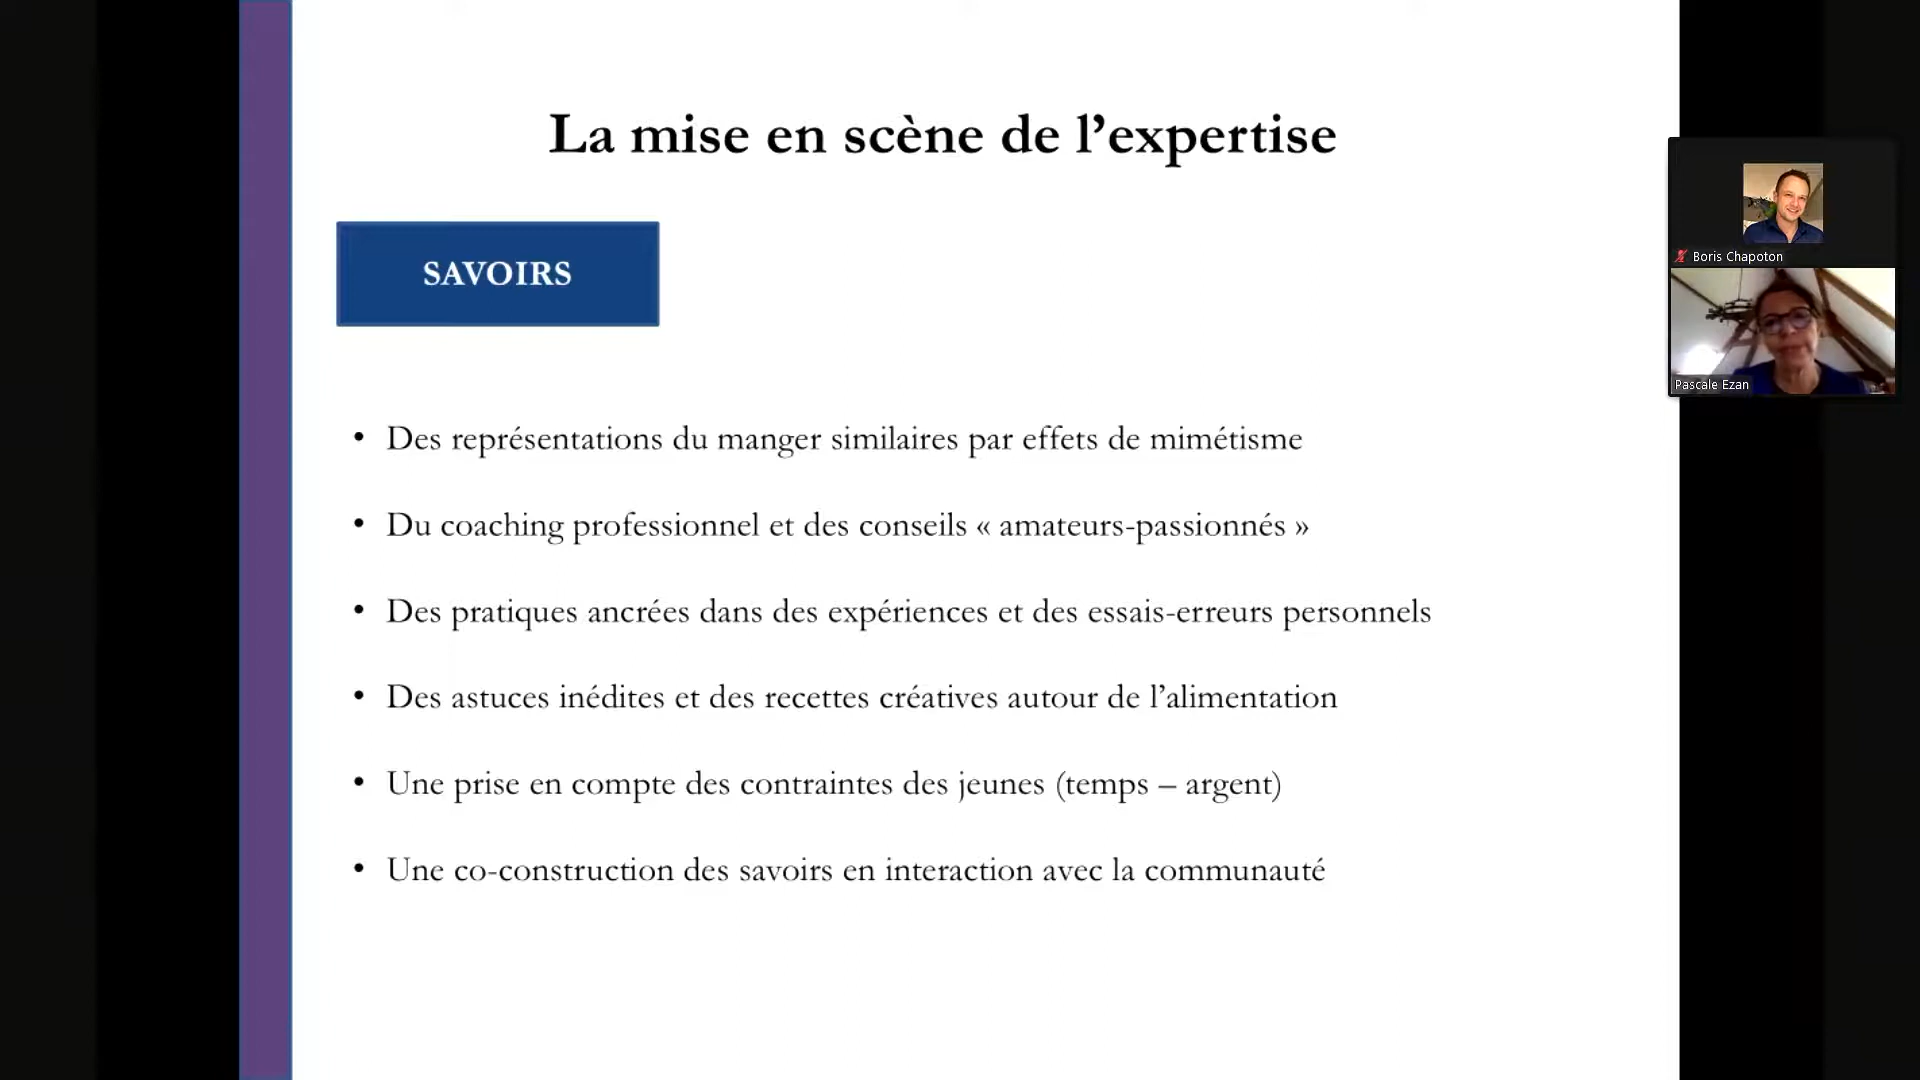 La mise en scène de l’expertise
SAVOIRS
• Des représentations du manger similaires par effets de mimétisme
• Du coaching professionnel et des conseils « amateurs-passionnés »
• Des pratiques ancrées dans des expériences et des essais-erreurs personnels
• Des astuces inédites et des recettes créatives autour de l’alimentation
• Une prise en compte des contraintes des jeunes (temps – argent)
• Une co-construction des savoirs en interaction avec la communauté
Boris Chapoton
Pascale Ezan